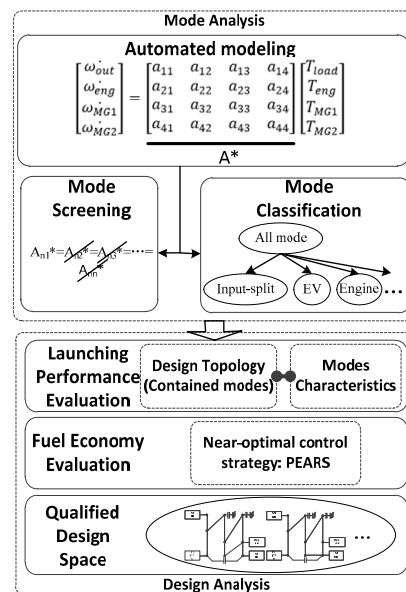 Mode Analysis
Automated modeling
[ω̇out ω̇eng ω̇MG1 ω̇MG2] = [a11 a12 a13 a14 [Tload
a21 a22 a23 a24 Teng
a31 a32 a33 a34 TMG1
a41 a42 a43 a44] TMG2]
A*
Mode
Screening
An1*=An2*=An3*=···=
Ann*
Mode
Classification
All mode
Input-split
EV
Engine
...
Launching
Performance
Evaluation
Design Topology
(Contained modes)
Modes
Characteristics
Fuel Economy
Evaluation
Near-optimal control
strategy: PEARS
Qualified
Design
Space
...
Design Analysis